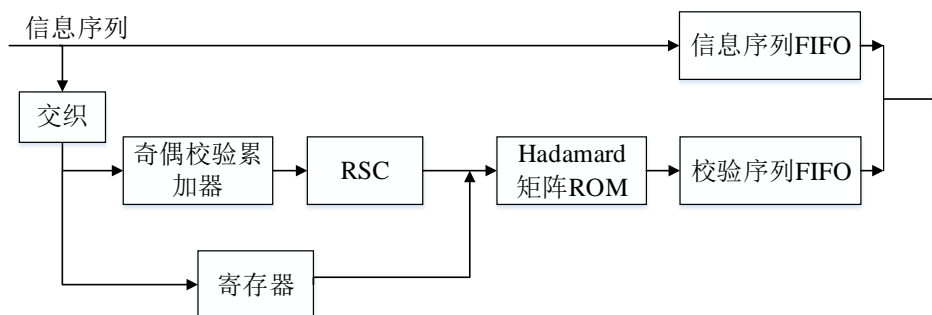 信息序列
信息序列FIFO
交织
奇偶校验累
加器
RSC
Hadamard
矩阵ROM
校验序列FIFO
寄存器